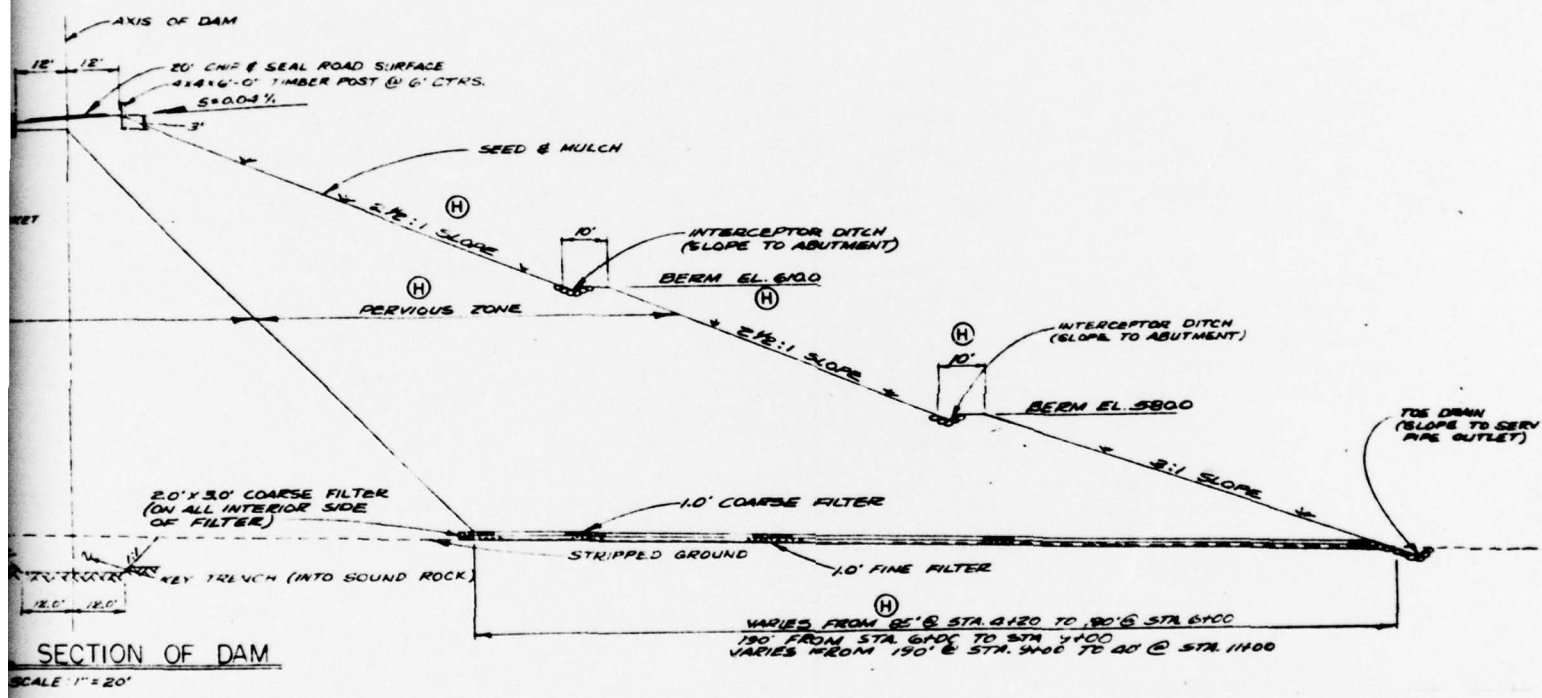 AXIS OF DAM
12' 12'
20' CHIP & SEAL ROAD SURFACE
4x4x6'-0" TIMBER POST @ 6' CTRS.
3'
SEED & MULCH
2 1/2:1 SLOPE
H
10'
INTERCEPTOR DITCH
(SLOPE TO ABUTMENT)
BERM EL. 610.0
H
PERVIOUS ZONE
H
2 1/2:1 SLOPE
H
10'
INTERCEPTOR DITCH
(SLOPE TO ABUTMENT)
BERM EL. 580.0
TOE DRAIN
(SLOPE TO SERV
PIPE OUTLET)
3:1 SLOPE
2.0' X 3.0' COARSE FILTER
(ON ALL INTERIOR SIDE
OF FILTER)
1.0' COARSE FILTER
STRIPPED GROUND
1.0' FINE FILTER
1:1
KEY TRENCH (INTO SOUND ROCK)
12.0' 12.0'
H
VARIES FROM 85' @ STA. 4+20 TO 190' @ STA. 6+00
190' FROM STA. 6+00 TO STA 9+00
VARIES FROM 190' @ STA. 9+00 TO 40' @ STA. 11+00
SECTION OF DAM
SCALE: 1" = 20'